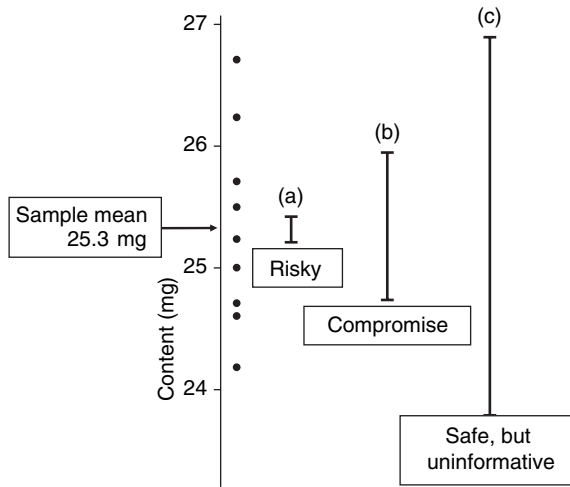 27
(c)
26
(b)
Sample mean
25.3 mg
(a)
Risky
25
Compromise
Content (mg)
24
Safe, but
uninformative